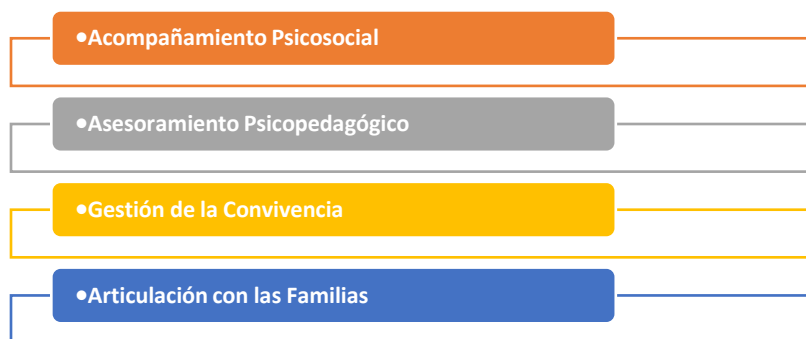 •Acompañamiento Psicosocial
•Asesoramiento Psicopedagógico
•Gestión de la Convivencia
•Articulación con las Familias